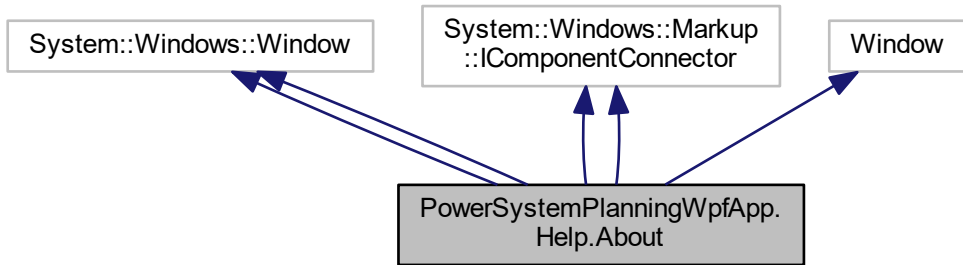 System::Windows::Window
System::Windows::Markup
::IComponentConnector
Window
PowerSystemPlanningWpfApp.
Help.About